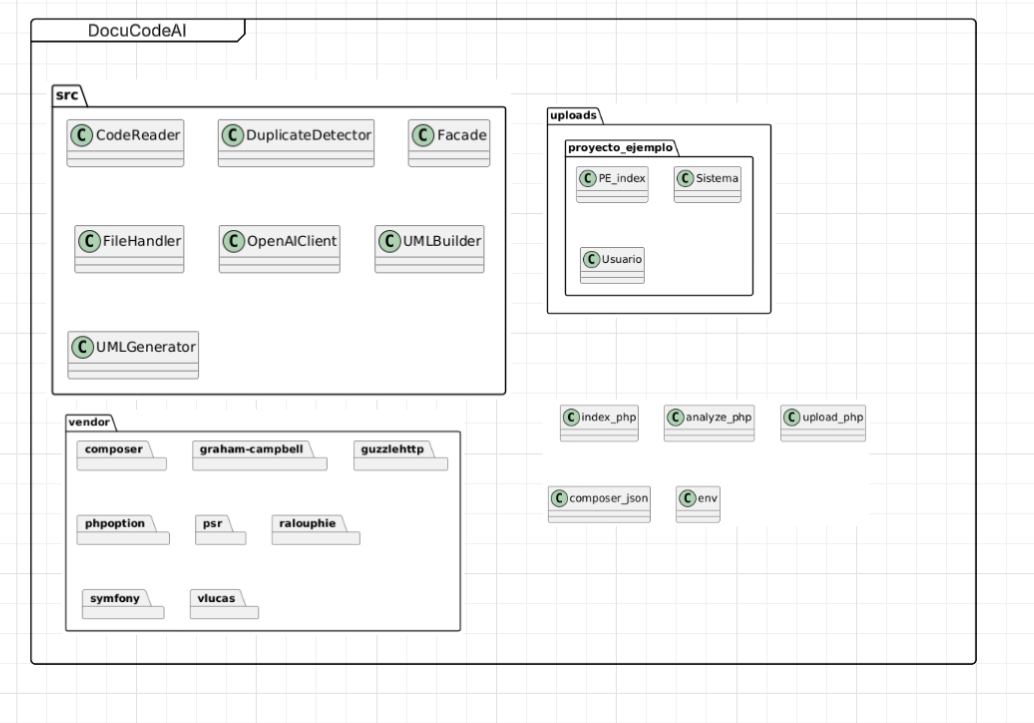 DocuCodeAI
src
CodeReader
DuplicateDetector
Facade
FileHandler
OpenAIClient
UMLBuilder
UMLGenerator
uploads
proyecto_ejemplo
PE_index
Sistema
Usuario
vendor
composer
graham-campbell
guzzlehttp
phpoption
psr
ralouphie
symfony
vlucas
index_php
analyze_php
upload_php
composer_json
env